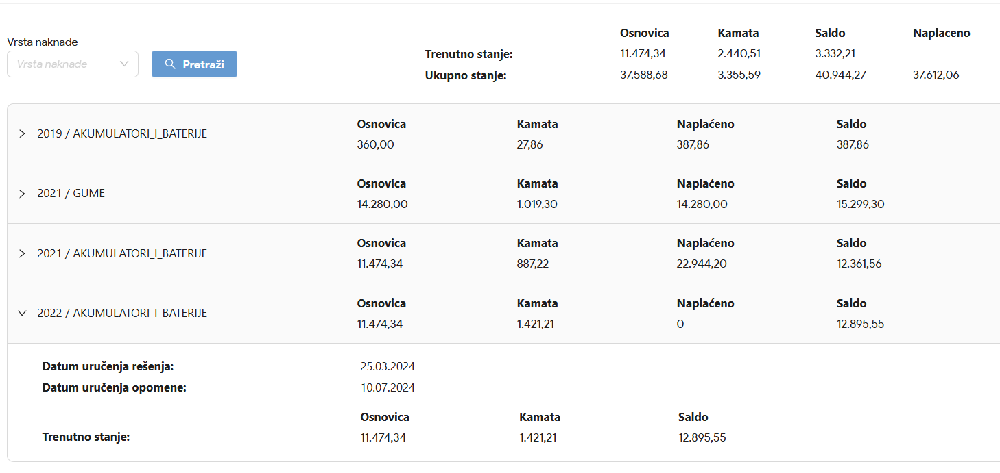 Osnovica Kamata Saldo Naplaceno
Vrsta naknade
Vrsta naknade Pretraži
Trenutno stanje: 11.474,34 2.440,51 3.332,21
Ukupno stanje: 37.588,68 3.355,59 40.944,27 37.612,06
Osnovica Kamata Naplaćeno Saldo
2019 / AKUMULATORI_I_BATERIJE
360,00 27,86 387,86 387,86
Osnovica Kamata Naplaćeno Saldo
2021 / GUME
14.280,00 1.019,30 14.280,00 15.299,30
Osnovica Kamata Naplaćeno Saldo
2021 / AKUMULATORI_I_BATERIJE
11.474,34 887,22 22.944,20 12.361,56
Osnovica Kamata Naplaćeno Saldo
2022 / AKUMULATORI_I_BATERIJE
11.474,34 1.421,21 0 12.895,55
Datum uručenja rešenja: 25.03.2024
Datum uručenja opomene: 10.07.2024
Osnovica Kamata Saldo
Trenutno stanje: 11.474,34 1.421,21 12.895,55